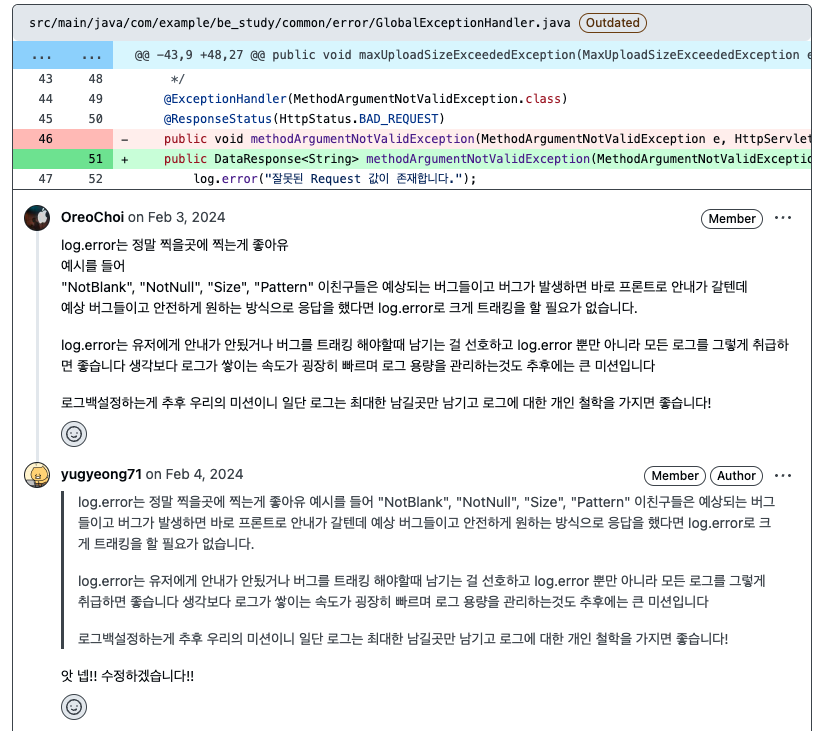 src/main/java/com/example/be_study/common/error/GlobalExceptionHandler.java Outdated
... ... @@ -43,9 +48,27 @@ public void maxUploadSizeExceededException(MaxUploadSizeExceededException e
43 48 */
44 49 @ExceptionHandler(MethodArgumentNotValidException.class)
45 50 @ResponseStatus(HttpStatus.BAD_REQUEST)
46 - public void methodArgumentNotValidException(MethodArgumentNotValidException e, HttpServlet
51 + public DataResponse<String> methodArgumentNotValidException(MethodArgumentNotValidExceptio
47 52 log.error("잘못된 Request 값이 존재합니다.");
OreoChoi on Feb 3, 2024 Member ...
log.error는 정말 찍을곳에 찍는게 좋아유
예시를 들어
"NotBlank", "NotNull", "Size", "Pattern" 이친구들은 예상되는 버그들이고 버그가 발생하면 바로 프론트로 안내가 갈텐데
예상 버그들이고 안전하게 원하는 방식으로 응답을 했다면 log.error로 크게 트래킹을 할 필요가 없습니다.
log.error는 유저에게 안내가 안됬거나 버그를 트래킹 해야할때 남기는 걸 선호하고 log.error 뿐만 아니라 모든 로그를 그렇게 취급하
면 좋습니다 생각보다 로그가 쌓이는 속도가 굉장히 빠르며 로그 용량을 관리하는것도 추후에는 큰 미션입니다
로그백설정하는게 추후 우리의 미션이니 일단 로그는 최대한 남길곳만 남기고 로그에 대한 개인 철학을 가지면 좋습니다!
yugyeong71 on Feb 4, 2024 Member Author ...
log.error는 정말 찍을곳에 찍는게 좋아유 예시를 들어 "NotBlank", "NotNull", "Size", "Pattern" 이친구들은 예상되는 버그
들이고 버그가 발생하면 바로 프론트로 안내가 갈텐데 예상 버그들이고 안전하게 원하는 방식으로 응답을 했다면 log.error로 크
게 트래킹을 할 필요가 없습니다.
log.error는 유저에게 안내가 안됬거나 버그를 트래킹 해야할때 남기는 걸 선호하고 log.error 뿐만 아니라 모든 로그를 그렇게
취급하면 좋습니다 생각보다 로그가 쌓이는 속도가 굉장히 빠르며 로그 용량을 관리하는것도 추후에는 큰 미션입니다
로그백설정하는게 추후 우리의 미션이니 일단 로그는 최대한 남길곳만 남기고 로그에 대한 개인 철학을 가지면 좋습니다!
앗 넵!! 수정하겠습니다!!